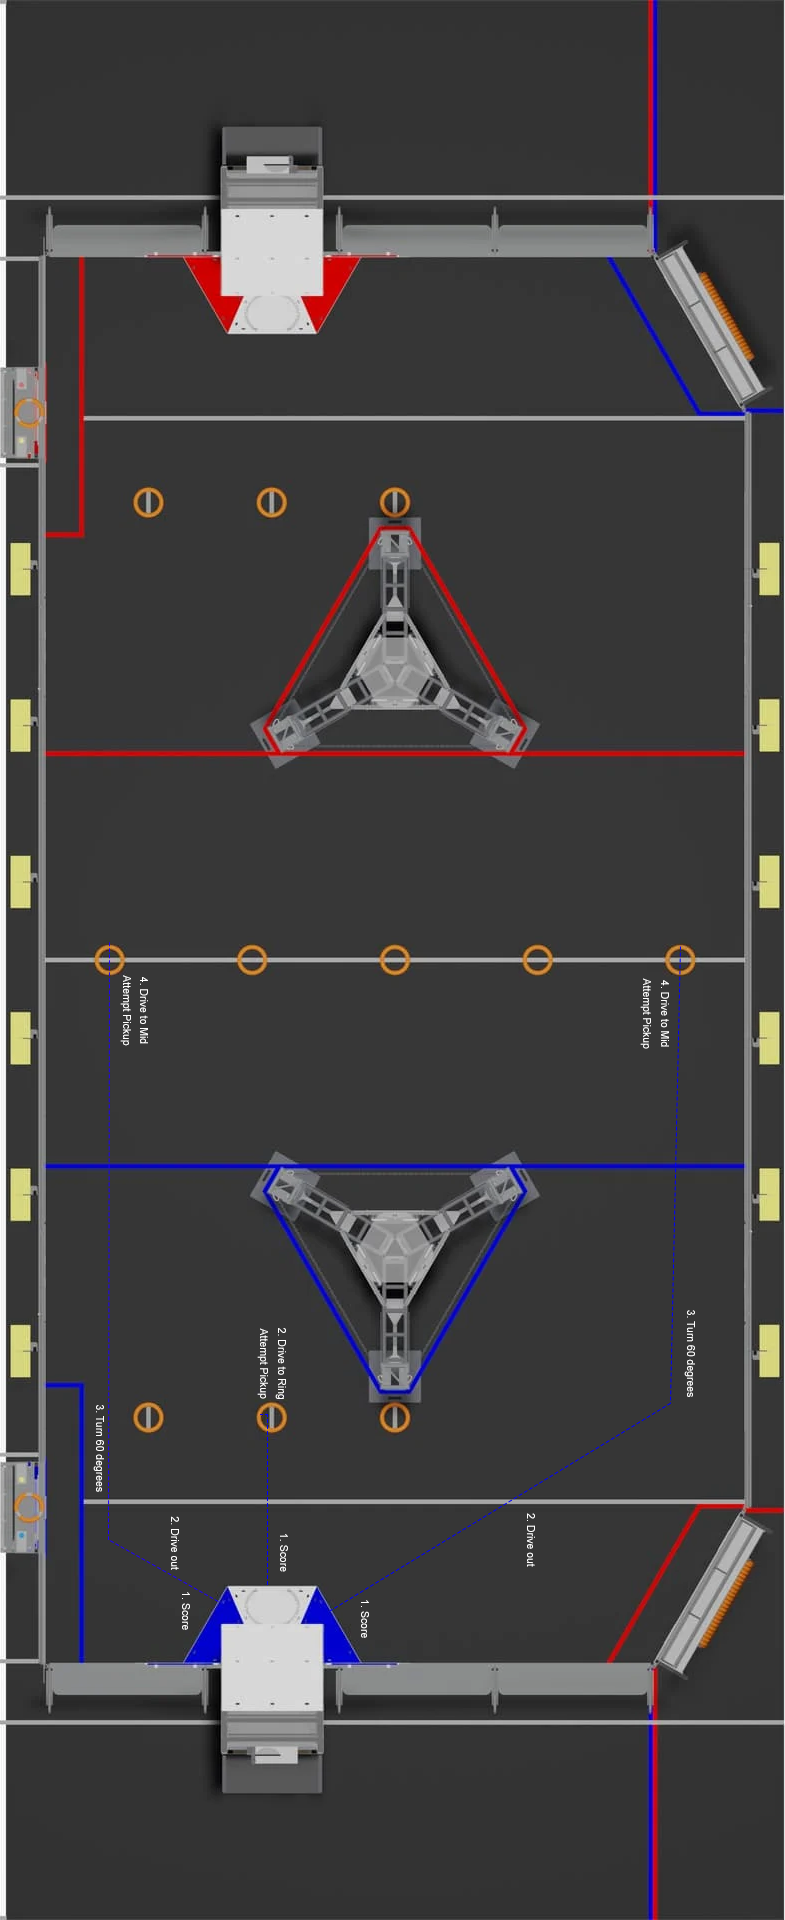 4. Drive to Mid
Attempt Pickup
4. Drive to Mid
Attempt Pickup
3. Turn 60 degrees
2. Drive to Ring
Attempt Pickup
3. Turn 60 degrees
2. Drive out
1. Score
2. Drive out
1. Score
1. Score